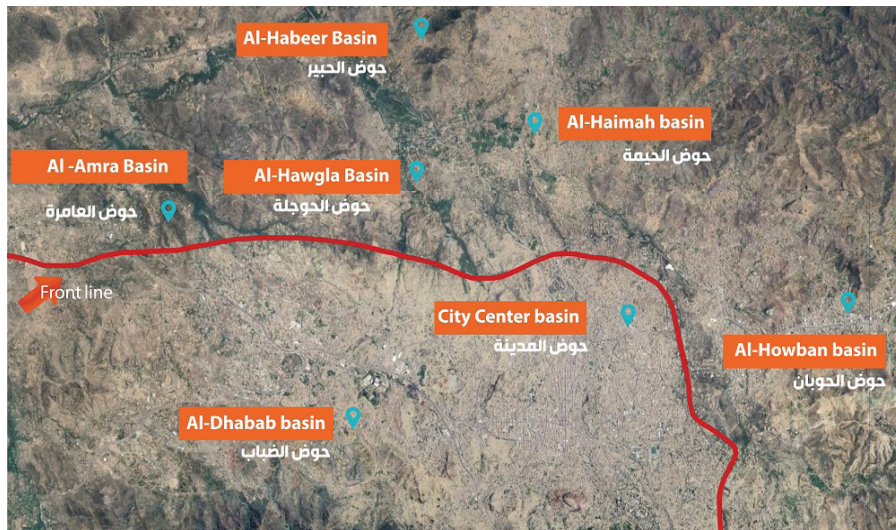 Al-Habeer Basin
حوض الحبير
Al-Haimah basin
حوض الحيمة
Al -Amra Basin
حوض العامرة
Al-Hawgla Basin
حوض الحوجلة
Front line
City Center basin
حوض المدينة
Al-Howban basin
حوض الحوبان
Al-Dhabab basin
حوض الضباب